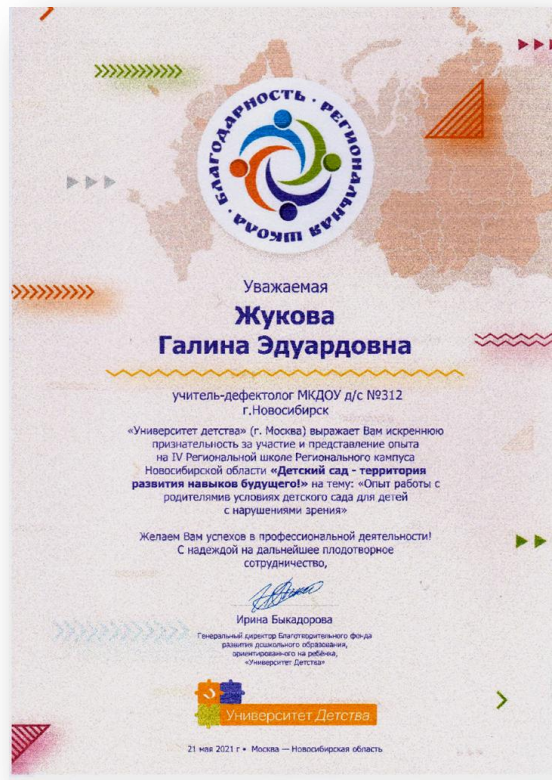 БЛАГОДАРНОСТЬ · РЕГИОНАЛЬНАЯ ШКОЛА ·
Уважаемая
Жукова
Галина Эдуардовна
учитель-дефектолог МКДОУ д/с №312
г.Новосибирск
«Университет детства» (г. Москва) выражает Вам искреннюю
признательность за участие и представление опыта
на IV Региональной школе Регионального кампуса
Новосибирской области «Детский сад - территория
развития навыков будущего!» на тему: «Опыт работы с
родителямив условиях детского сада для детей
с нарушениями зрения»
Желаем Вам успехов в профессиональной деятельности!
С надеждой на дальнейшее плодотворное
сотрудничество,
Ирина Быкадорова
Генеральный директор Благотворительного фонда
развития дошкольного образования,
ориентированного на ребёнка,
«Университет Детства»
Университет Детства
21 мая 2021 г • Москва — Новосибирская область